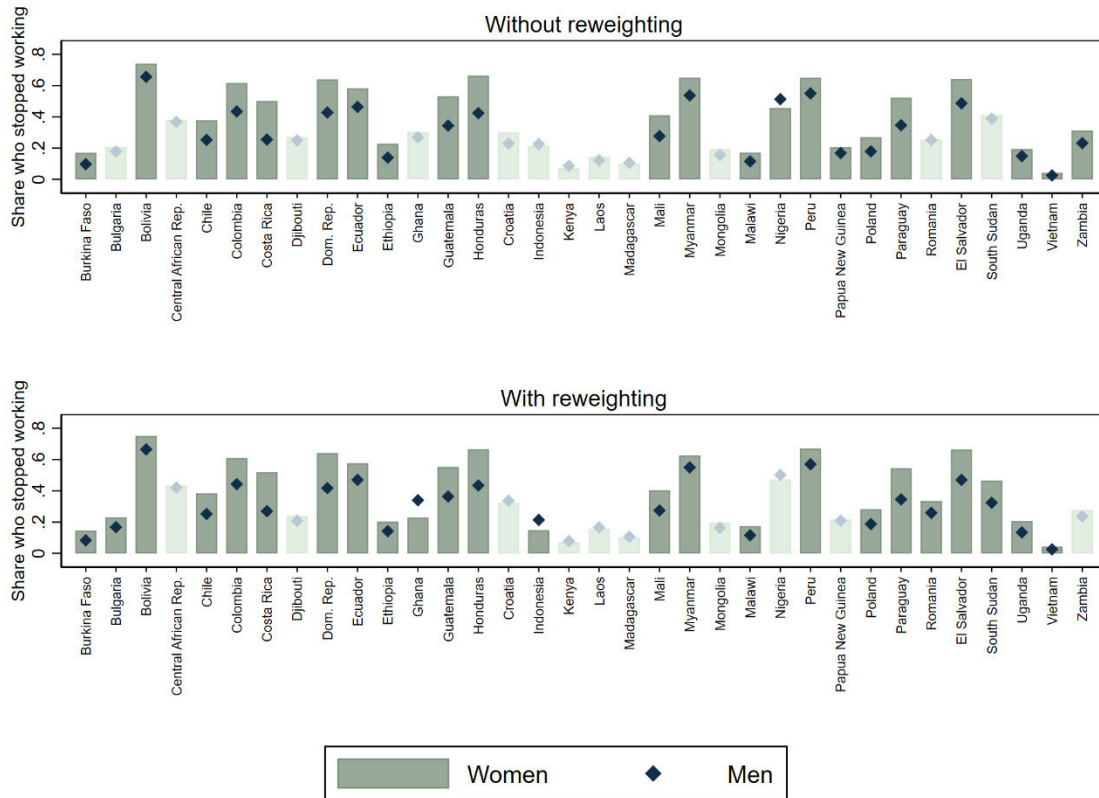 Without reweighting
Share who stopped working
0 .2 .4 .6 .8
Burkina Faso
Bulgaria
Bolivia
Central African Rep.
Chile
Colombia
Costa Rica
Djibouti
Dom. Rep.
Ecuador
Ethiopia
Ghana
Guatemala
Honduras
Croatia
Indonesia
Kenya
Laos
Madagascar
Mali
Myanmar
Mongolia
Malawi
Nigeria
Peru
Papua New Guinea
Poland
Paraguay
Romania
El Salvador
South Sudan
Uganda
Vietnam
Zambia
With reweighting
Share who stopped working
0 .2 .4 .6 .8
Burkina Faso
Bulgaria
Bolivia
Central African Rep.
Chile
Colombia
Costa Rica
Djibouti
Dom. Rep.
Ecuador
Ethiopia
Ghana
Guatemala
Honduras
Croatia
Indonesia
Kenya
Laos
Madagascar
Mali
Myanmar
Mongolia
Malawi
Nigeria
Peru
Papua New Guinea
Poland
Paraguay
Romania
El Salvador
South Sudan
Uganda
Vietnam
Zambia
Women Men